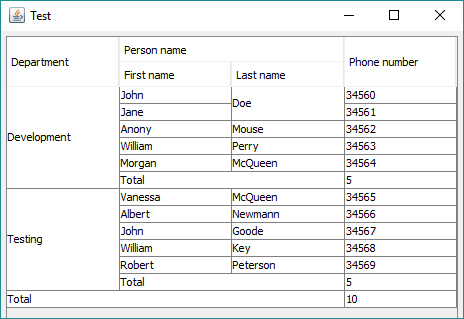 Test
Department Person name Phone number
First name Last name
John Doe 34560
Jane 34561
Development Anony Mouse 34562
William Perry 34563
Morgan McQueen 34564
Total 5
Vanessa McQueen 34565
Albert Newmann 34566
Testing John Goode 34567
William Key 34568
Robert Peterson 34569
Total 5
Total 10